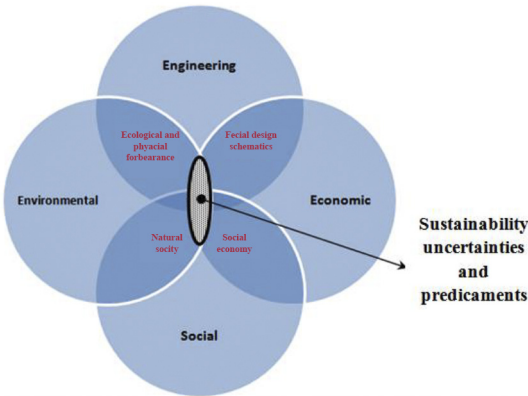 Engineering
Ecological and
phyacial
forbearance
Fecial design
schematics
Environmental
Economic
Natural
socity
Social
economy
Social
Sustainability
uncertainties
and
predicaments